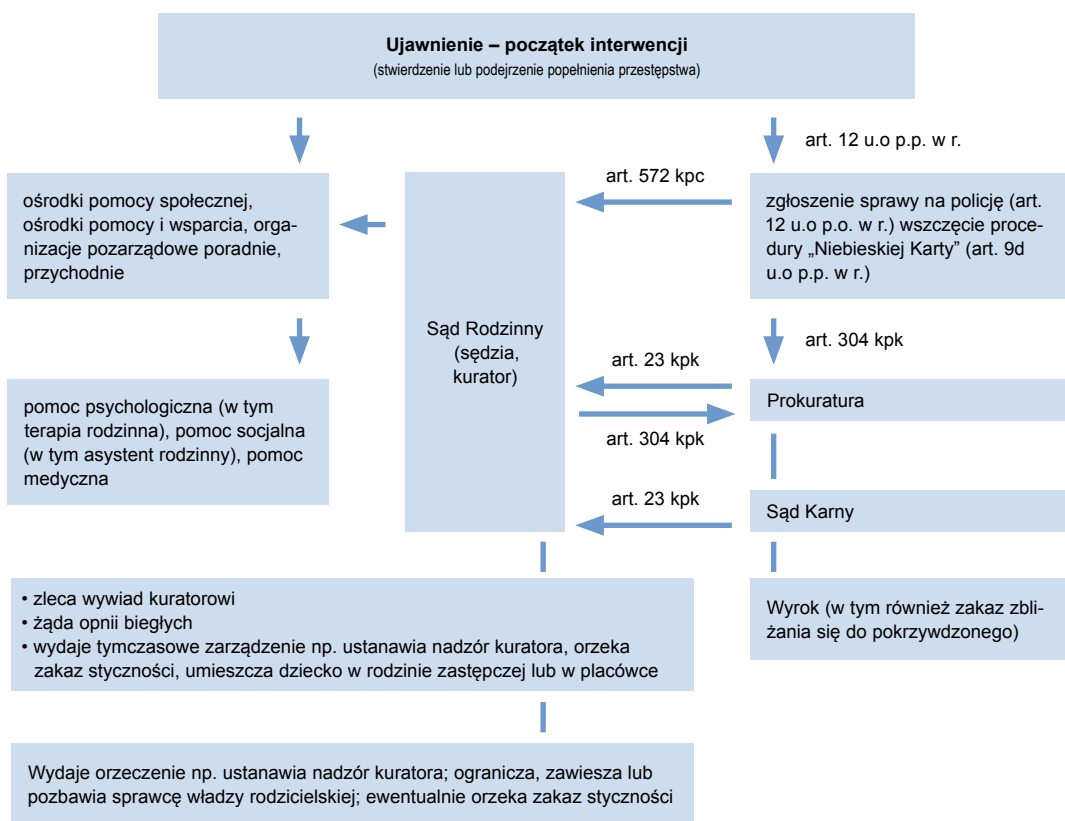 Ujawnienie – początek interwencji
(stwierdzenie lub podejrzenie popełnienia przestępstwa)
art. 12 u.o p.p. w r.
ośrodki pomocy społecznej,
ośrodki pomocy i wsparcia, orga-
nizacje pozarządowe poradnie,
przychodnie
Sąd Rodzinny
(sędzia,
kurator)
art. 572 kpc
zgłoszenie sprawy na policję (art.
12 u.o p.o. w r.) wszczęcie proce-
dury „Niebieskiej Karty” (art. 9d
u.o p.p. w r.)
art. 304 kpk
pomoc psychologiczna (w tym
terapia rodzinna), pomoc socjalna
(w tym asystent rodzinny), pomoc
medyczna
art. 23 kpk
art. 304 kpk
Prokuratura
art. 23 kpk
Sąd Karny
• zleca wywiad kuratorowi
• żąda opnii biegłych
• wydaje tymczasowe zarządzenie np. ustanawia nadzór kuratora, orzeka
zakaz styczności, umieszcza dziecko w rodzinie zastępczej lub w placówce
Wyrok (w tym również zakaz zbli-
żania się do pokrzywdzonego)
Wydaje orzeczenie np. ustanawia nadzór kuratora; ogranicza, zawiesza lub
pozbawia sprawcę władzy rodzicielskiej; ewentualnie orzeka zakaz styczności